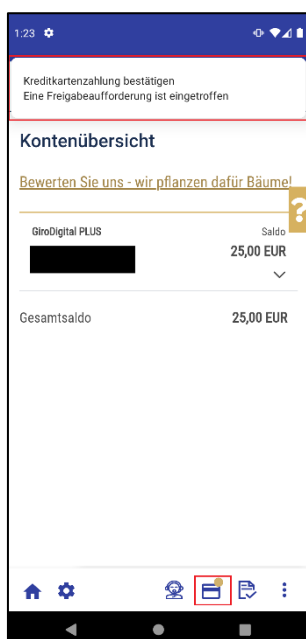 1:23
Kreditkartenzahlung bestätigen
Eine Freigabeaufforderung ist eingetroffen
Kontenübersicht
Bewerten Sie uns - wir pflanzen dafür Bäume!
?
GiroDigital PLUS
Saldo
25,00 EUR
Gesamtsaldo
25,00 EUR